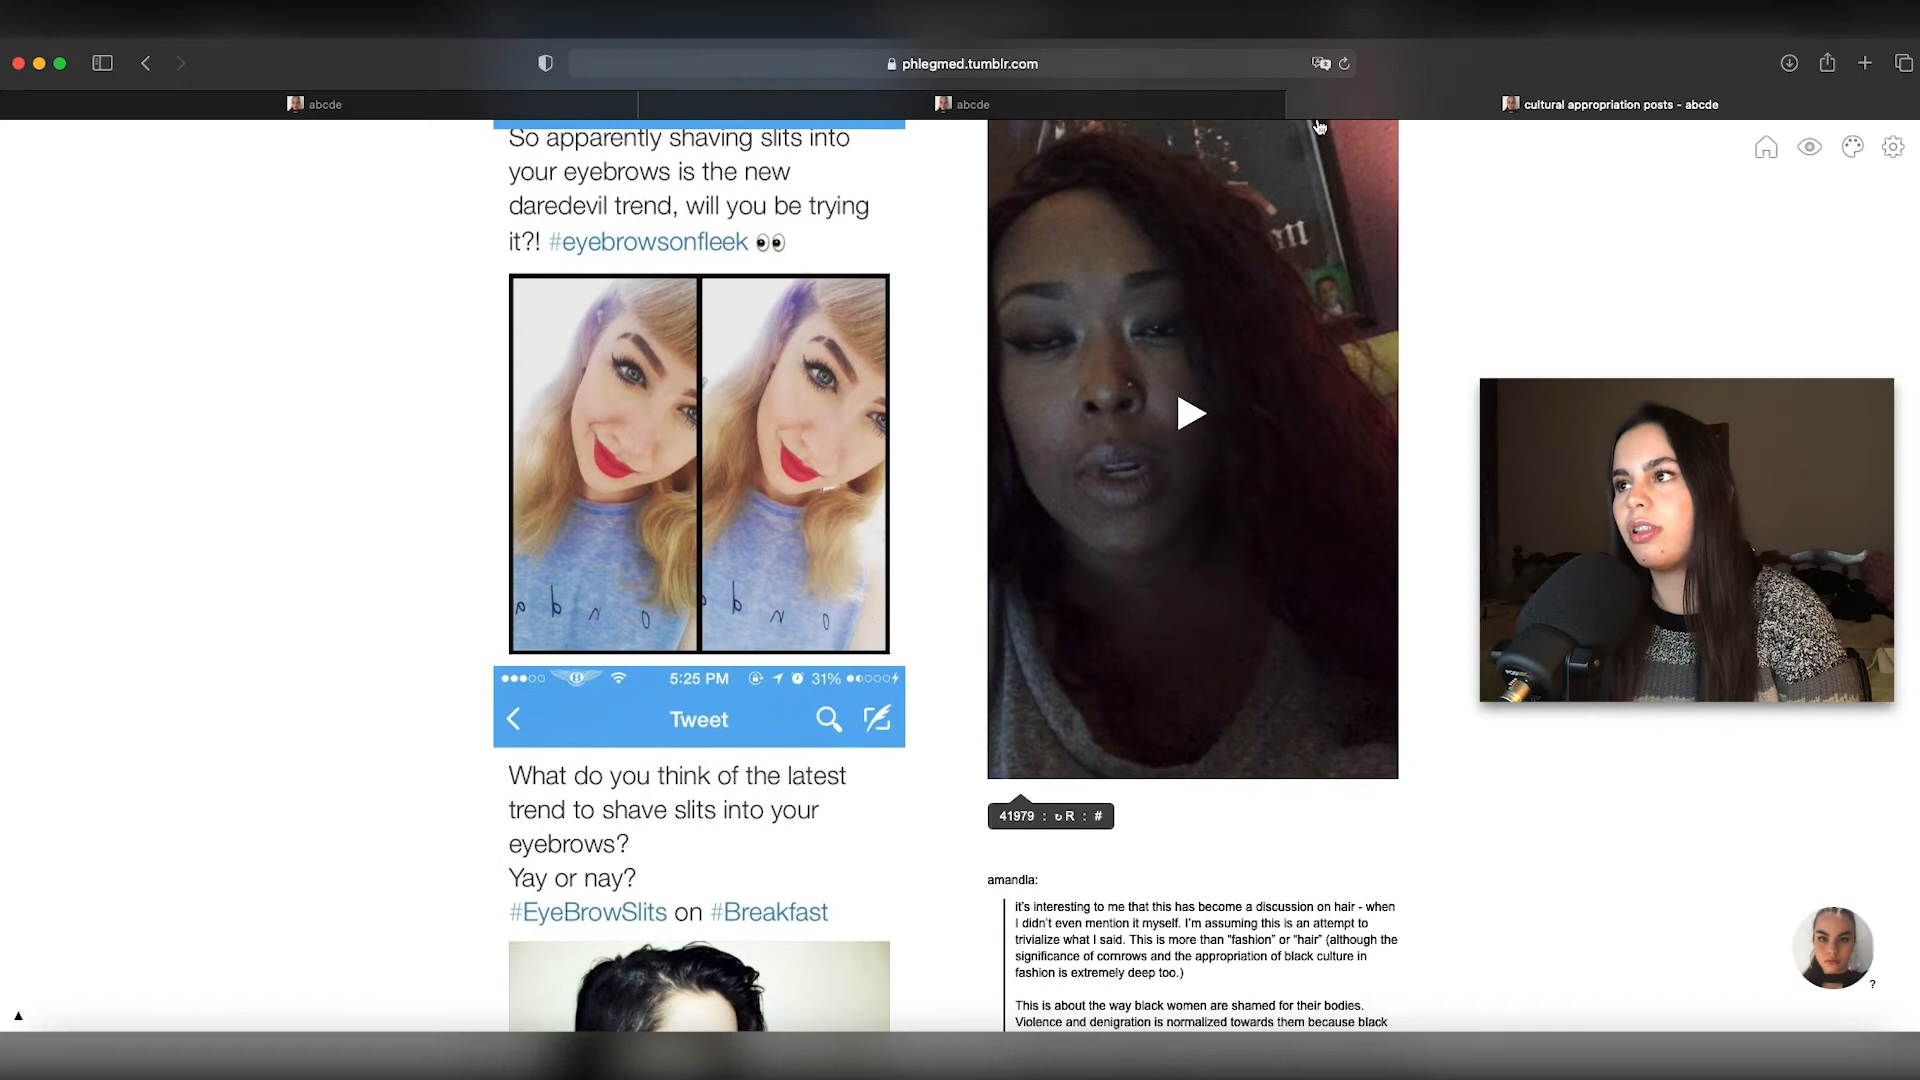 phlegmed.tumblr.com
abcde
abcde
cultural appropriation posts - abcde
So apparently shaving slits into
your eyebrows is the new
daredevil trend, will you be trying
it?! #eyebrowsonfleek 👀
5:25 PM
31%
Tweet
What do you think of the latest
trend to shave slits into your
eyebrows?
Yay or nay?
#EyeBrowSlits on #Breakfast
41979 : ↻ R : #
amandla:
it's interesting to me that this has become a discussion on hair - when
I didn't even mention it myself. I'm assuming this is an attempt to
trivialize what I said. This is more than "fashion" or "hair" (although the
significance of cornrows and the appropriation of black culture in
fashion is extremely deep too.)
This is about the way black women are shamed for their bodies.
Violence and denigration is normalized towards them because black
?